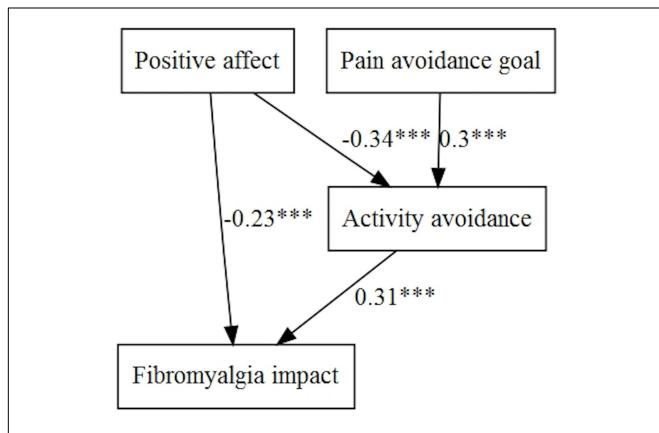 Positive affect
Pain avoidance goal
-0.34***
0.3***
Activity avoidance
-0.23***
0.31***
Fibromyalgia impact